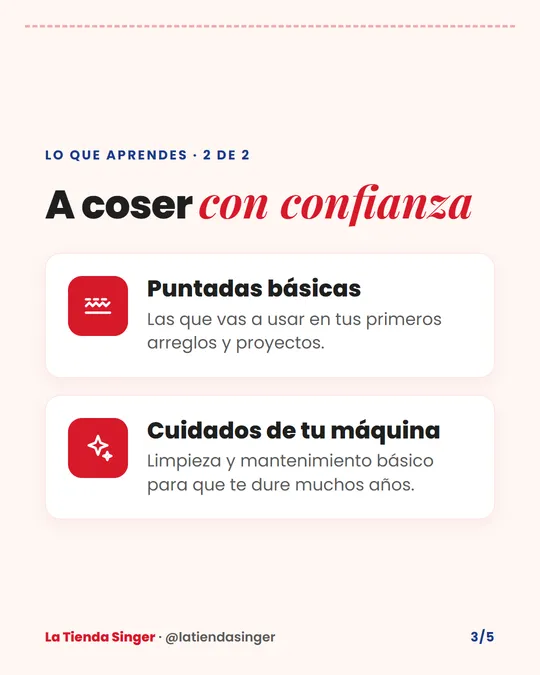 LO QUE APRENDES · 2 DE 2
A coser con confianza
Puntadas básicas
Las que vas a usar en tus primeros
arreglos y proyectos.
Cuidados de tu máquina
Limpieza y mantenimiento básico
para que te dure muchos años.
La Tienda Singer · @latiendasinger
3/5